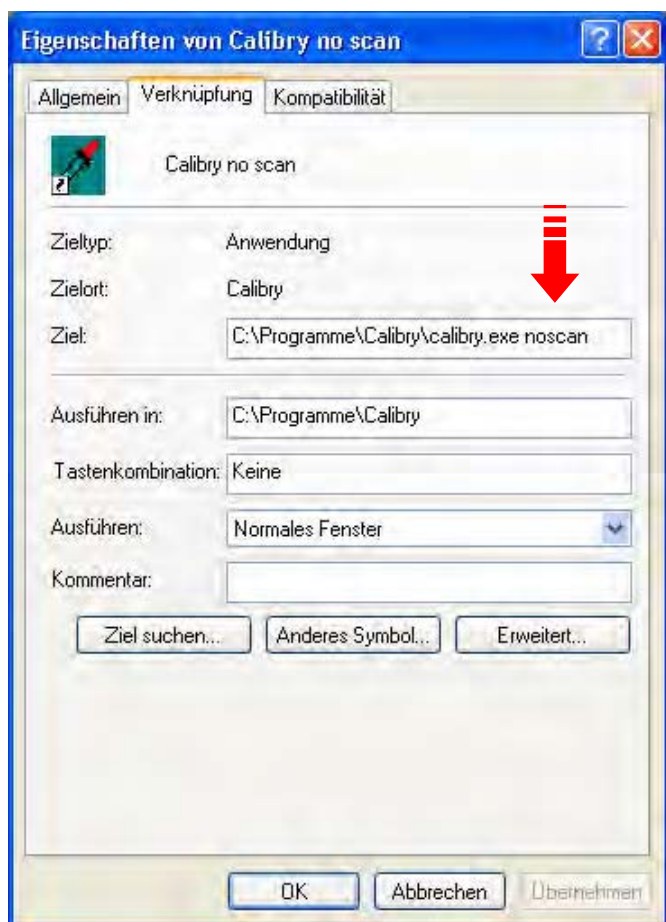 Eigenschaften von Calibry no scan
Allgemein Verknüpfung Kompatibilität
Calibry no scan
Zieltyp: Anwendung
Zielort: Calibry
Ziel: C:\Programme\Calibry\calibry.exe noscan
Ausführen in: C:\Programme\Calibry
Tastenkombination: Keine
Ausführen: Normales Fenster
Kommentar:
Ziel suchen... Anderes Symbol... Erweitert...
OK Abbrechen Übernehmen